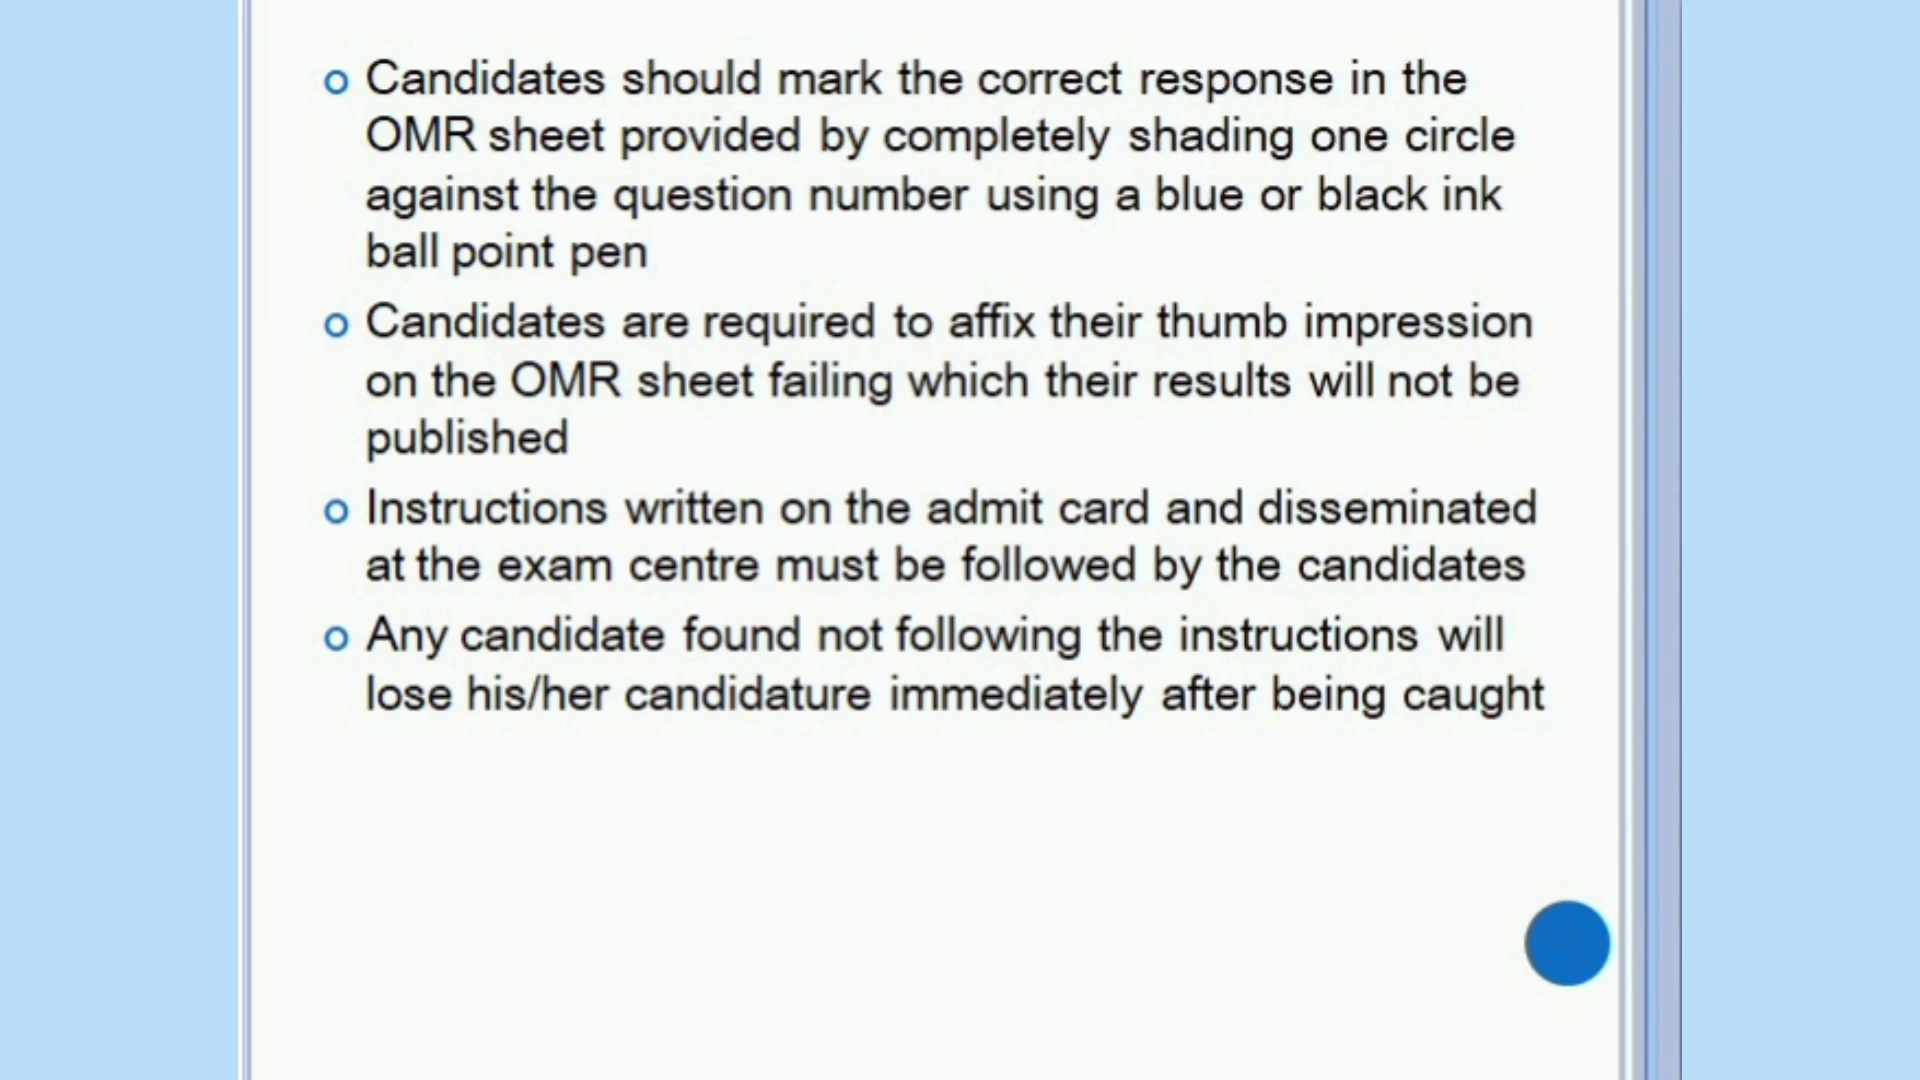 Candidates should mark the correct response in the
OMR sheet provided by completely shading one circle
against the question number using a blue or black ink
ball point pen
Candidates are required to affix their thumb impression
on the OMR sheet failing which their results will not be
published
Instructions written on the admit card and disseminated
at the exam centre must be followed by the candidates
Any candidate found not following the instructions will
lose his/her candidature immediately after being caught